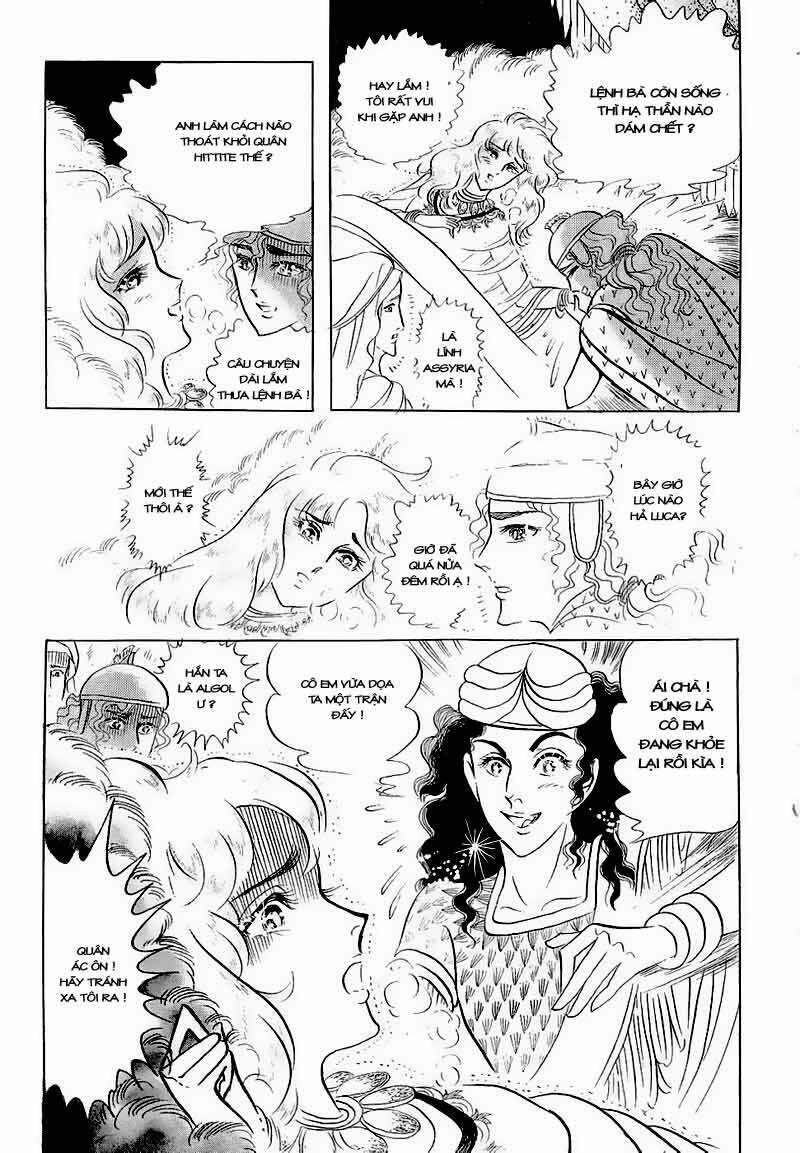 LỆNH BÀ CÒN SỐNG
THÌ HẠ THẦN NÀO
DÁM CHẾT ?
HAY LẮM !
TÔI RẤT VUI
KHI GẶP ANH !
LÀ
LÍNH
ASSYRIA
MÀ !
ANH LÀM CÁCH NÀO
THOÁT KHỎI QUÂN
HITTITE THẾ ?
CÂU CHUYỆN
DÀI LẮM
THƯA LỆNH BÀ !
BÂY GIỜ
LÚC NÀO
HẢ LUCA?
GIỜ ĐÃ
QUÁ NỬA
ĐÊM RỒI Ạ !
MỚI THẾ
THÔI À ?
ÁI CHÀ !
ĐÚNG LÀ
CÔ EM
ĐANG KHỎE
LẠI RỒI KÌA !
CÔ EM VỪA DỌA
TA MỘT TRẬN
ĐẤY !
HẮN TA
LÀ ALGOL
Ư ?
QUÂN
ÁC ÔN !
HÃY TRÁNH
XA TÔI RA !